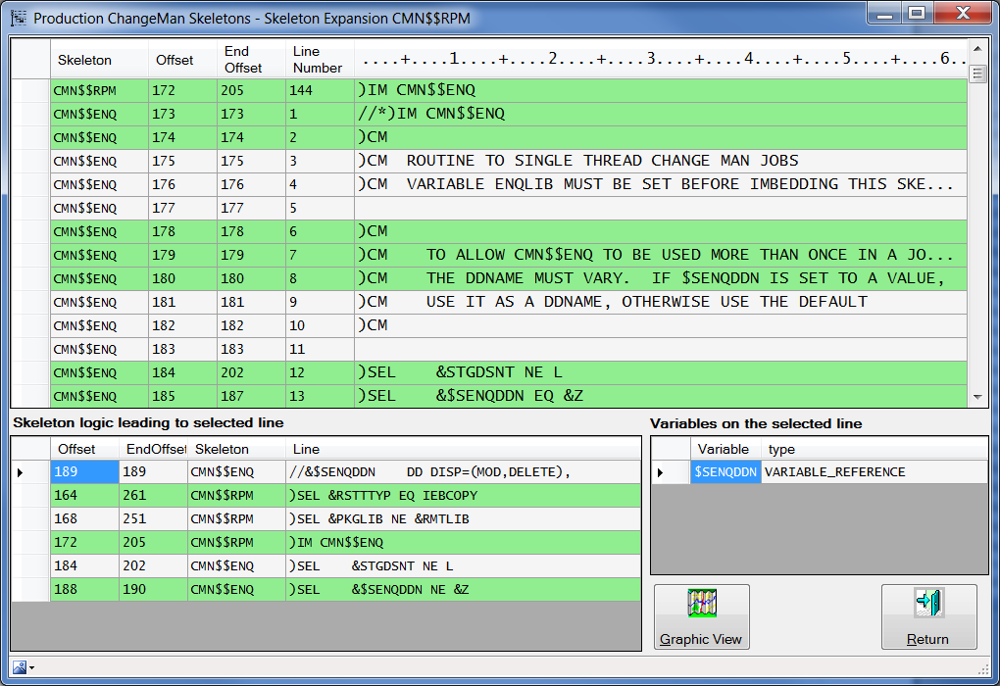 Production ChangeMan Skeletons - Skeleton Expansion CMN$$RPM
Skeleton Offset End Offset Line Number ....+....1....+....2....+....3....+....4....+....5....+....6..
CMN$$RPM 172 205 144 )IM CMN$$ENQ
CMN$$ENQ 173 173 1 //*)IM CMN$$ENQ
CMN$$ENQ 174 174 2 )CM
CMN$$ENQ 175 175 3 )CM  ROUTINE TO SINGLE THREAD CHANGE MAN JOBS
CMN$$ENQ 176 176 4 )CM  VARIABLE ENQLIB MUST BE SET BEFORE IMBEDDING THIS SKE...
CMN$$ENQ 177 177 5
CMN$$ENQ 178 178 6 )CM
CMN$$ENQ 179 179 7 )CM    TO ALLOW CMN$$ENQ TO BE USED MORE THAN ONCE IN A JO...
CMN$$ENQ 180 180 8 )CM    THE DDNAME MUST VARY.  IF $SENQDDN IS SET TO A VALUE,
CMN$$ENQ 181 181 9 )CM    USE IT AS A DDNAME, OTHERWISE USE THE DEFAULT
CMN$$ENQ 182 182 10 )CM
CMN$$ENQ 183 183 11
CMN$$ENQ 184 202 12 )SEL    &STGDSNT NE L
CMN$$ENQ 185 187 13 )SEL    &$SENQDDN EQ &Z
Skeleton logic leading to selected line
Offset EndOffset Skeleton Line
189 189 CMN$$ENQ //&$SENQDDN    DD DISP=(MOD,DELETE),
164 261 CMN$$RPM )SEL &RSTTTYP EQ IEBCOPY
168 251 CMN$$RPM )SEL &PKGLIB NE &RMTLIB
172 205 CMN$$RPM )IM CMN$$ENQ
184 202 CMN$$ENQ )SEL    &STGDSNT NE L
188 190 CMN$$ENQ )SEL    &$SENQDDN NE &Z
Variables on the selected line
Variable type
$SENQDDN VARIABLE_REFERENCE
Graphic View
Return